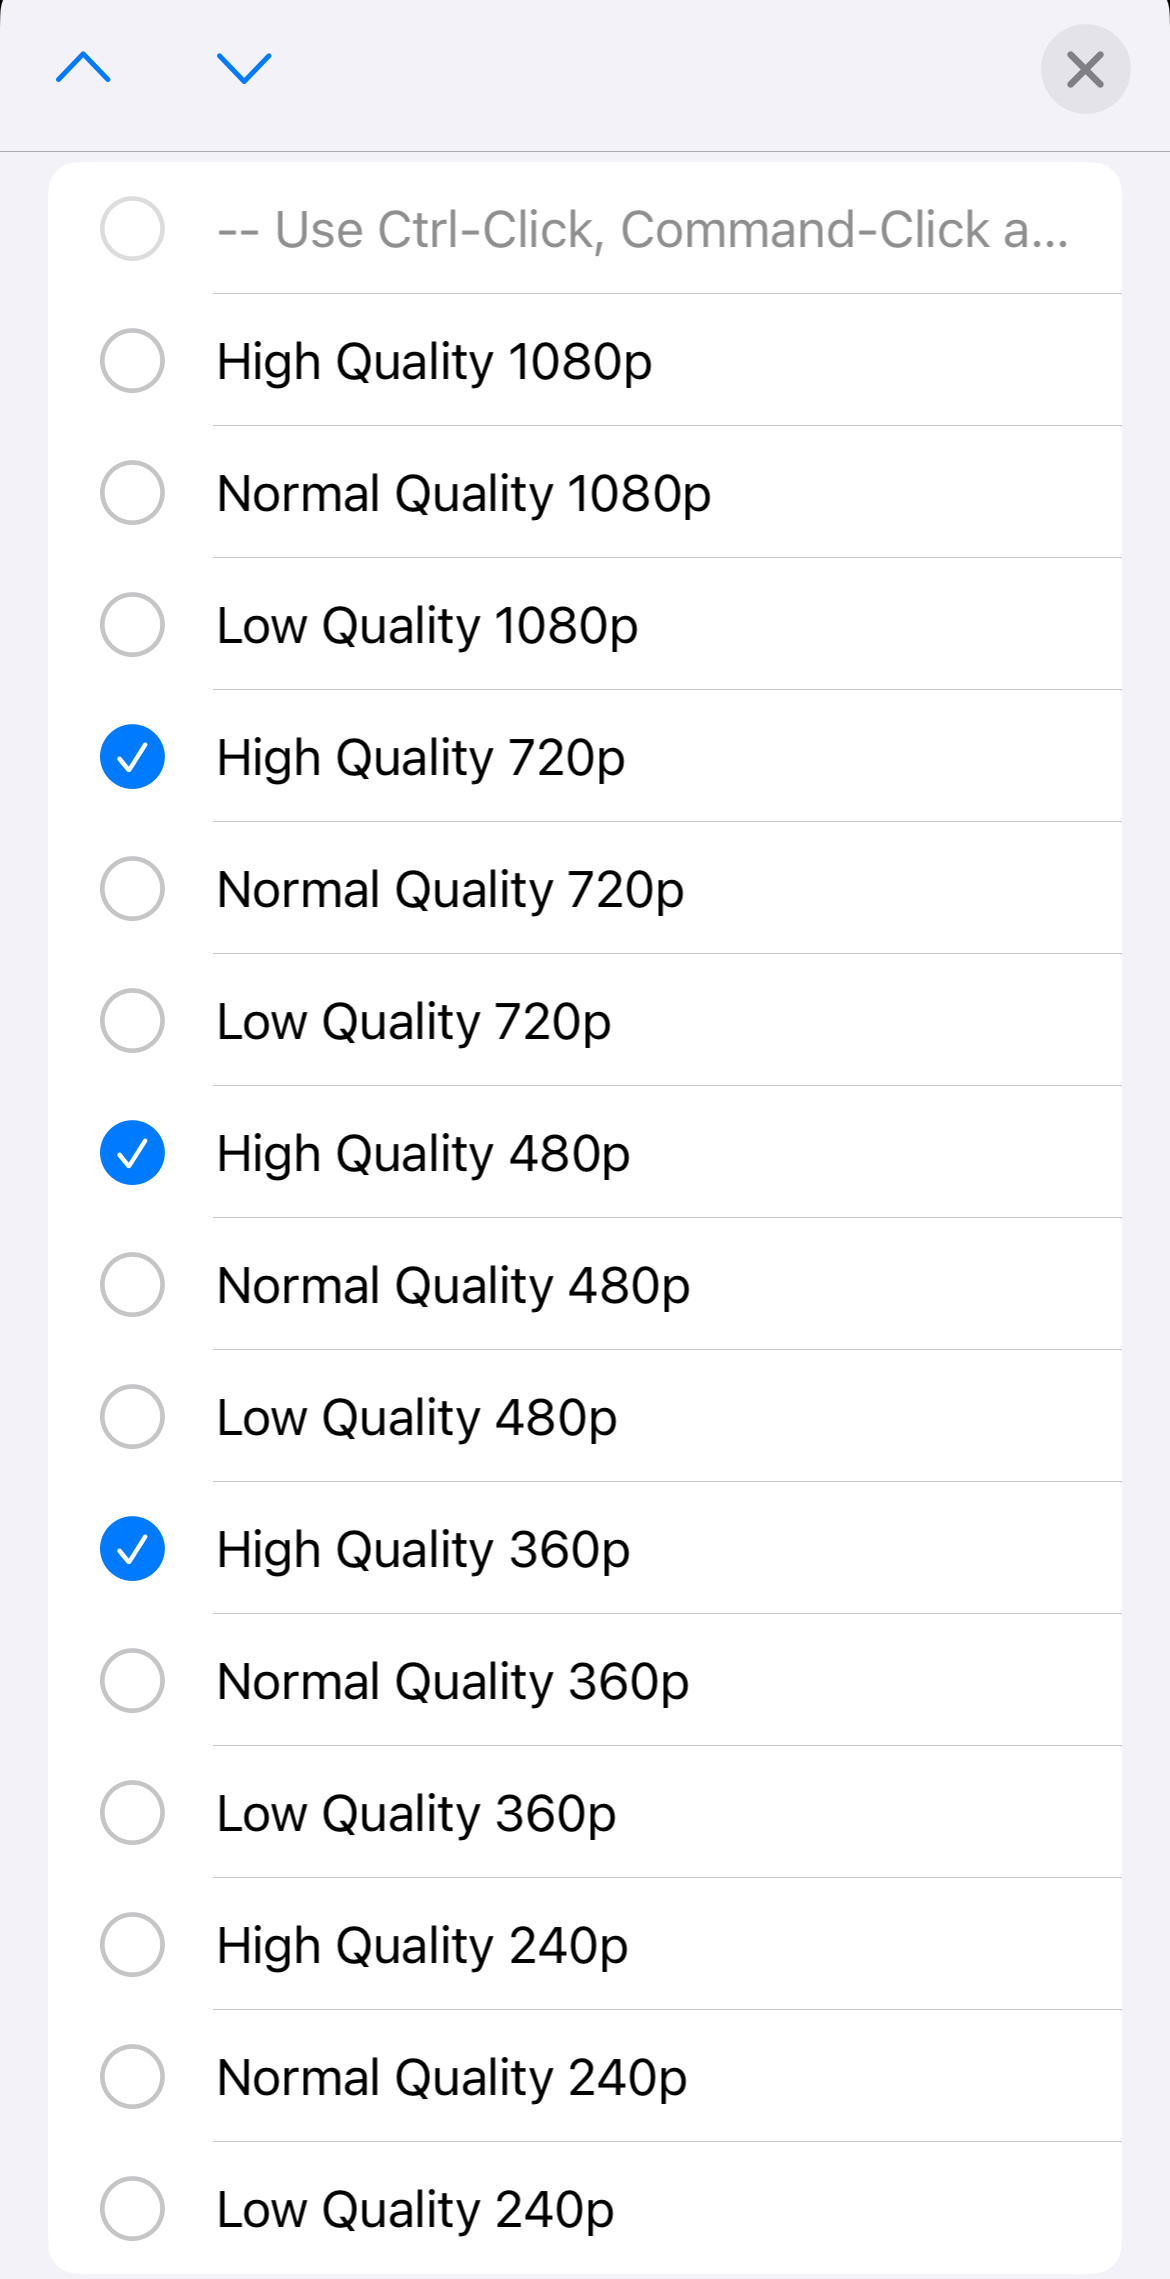 -- Use Ctrl-Click, Command-Click a...
High Quality 1080p
Normal Quality 1080p
Low Quality 1080p
High Quality 720p
Normal Quality 720p
Low Quality 720p
High Quality 480p
Normal Quality 480p
Low Quality 480p
High Quality 360p
Normal Quality 360p
Low Quality 360p
High Quality 240p
Normal Quality 240p
Low Quality 240p